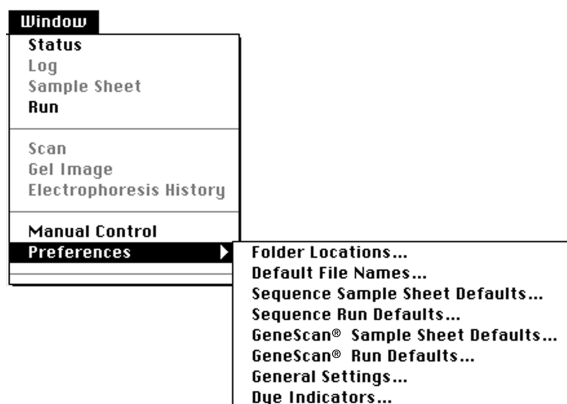 Window
Status
Log
Sample Sheet
Run
Scan
Gel Image
Electrophoresis History
Manual Control
Preferences
Folder Locations...
Default File Names...
Sequence Sample Sheet Defaults...
Sequence Run Defaults...
GeneScan® Sample Sheet Defaults...
GeneScan® Run Defaults...
General Settings...
Dye Indicators...